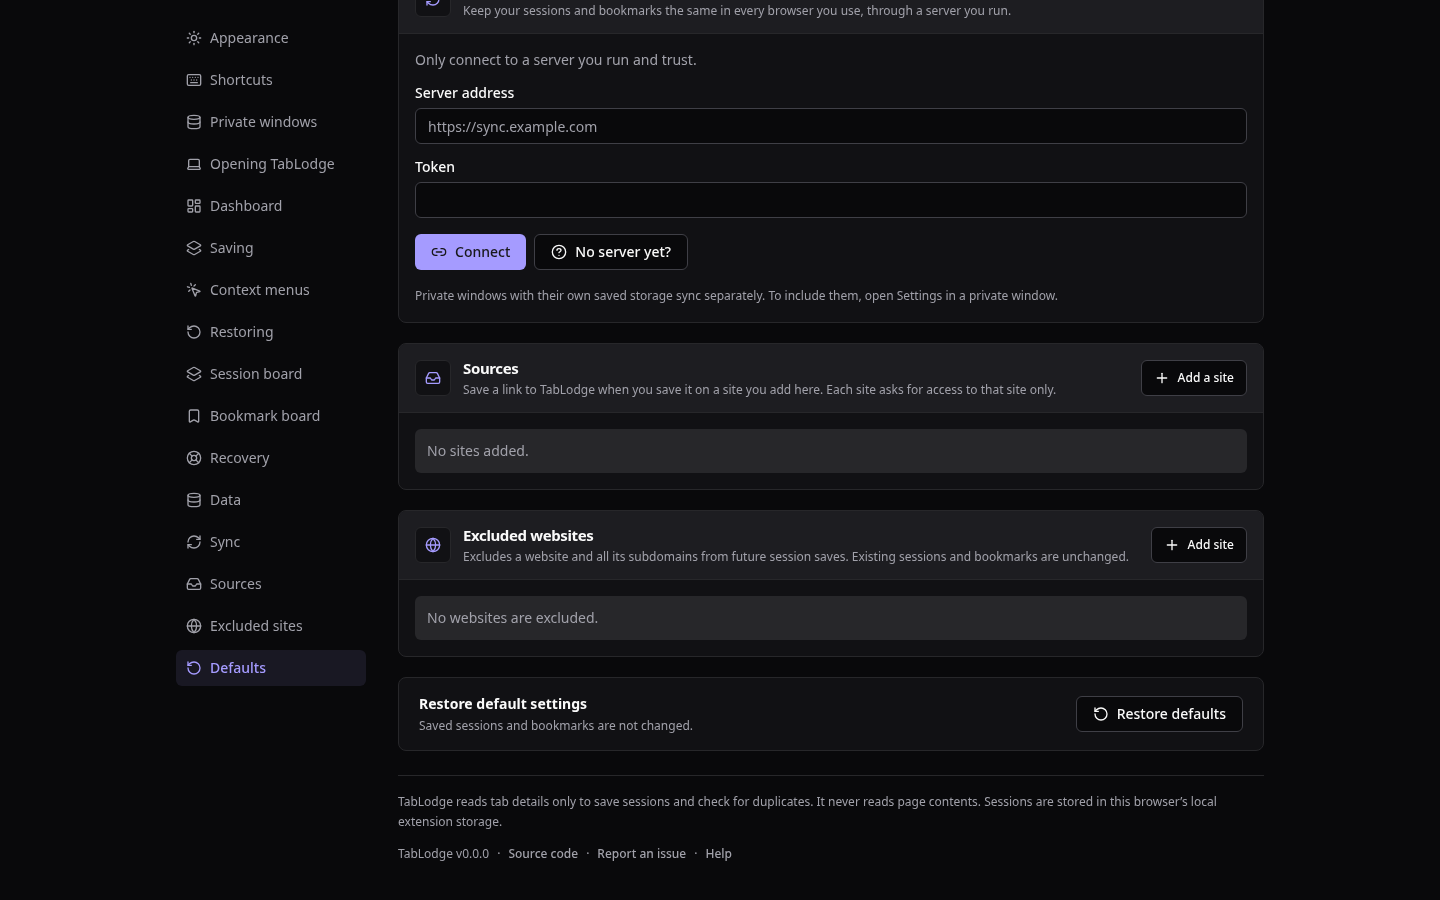 Appearance
Shortcuts
Private windows
Opening TabLodge
Dashboard
Saving
Context menus
Restoring
Session board
Bookmark board
Recovery
Data
Sync
Sources
Excluded sites
Defaults
Keep your sessions and bookmarks the same in every browser you use, through a server you run.
Only connect to a server you run and trust.
Server address
https://sync.example.com
Token
Connect
No server yet?
Private windows with their own saved storage sync separately. To include them, open Settings in a private window.
Sources
Save a link to TabLodge when you save it on a site you add here. Each site asks for access to that site only.
Add a site
No sites added.
Excluded websites
Excludes a website and all its subdomains from future session saves. Existing sessions and bookmarks are unchanged.
Add site
No websites are excluded.
Restore default settings
Saved sessions and bookmarks are not changed.
Restore defaults
TabLodge reads tab details only to save sessions and check for duplicates. It never reads page contents. Sessions are stored in this browser’s local
extension storage.
TabLodge v0.0.0 · Source code · Report an issue · Help